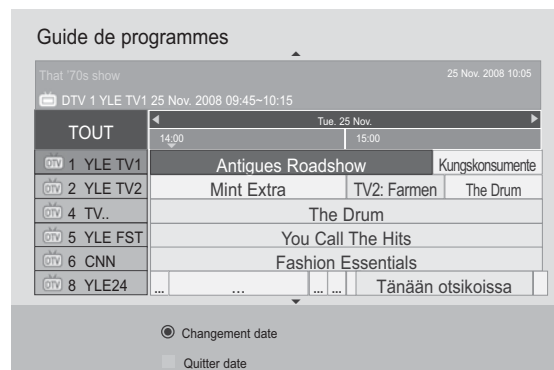 Guide de programmes
That '70s show
25 Nov. 2008 10:05
DTV 1 YLE TV1 25 Nov. 2008 09:45~10:15
TOUT
Tue. 25 Nov.
14:00 15:00
DTV 1 YLE TV1 Antigues Roadshow Kungskonsumente
DTV 2 YLE TV2 Mint Extra TV2: Farmen The Drum
DTV 4 TV.. The Drum
DTV 5 YLE FST You Call The Hits
DTV 6 CNN Fashion Essentials
DTV 8 YLE24 ... ... ... ... Tänään otsikoissa
Changement date
Quitter date